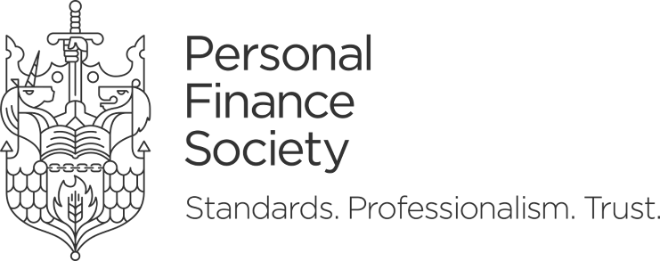 Personal
Finance
Society
Standards. Professionalism. Trust.